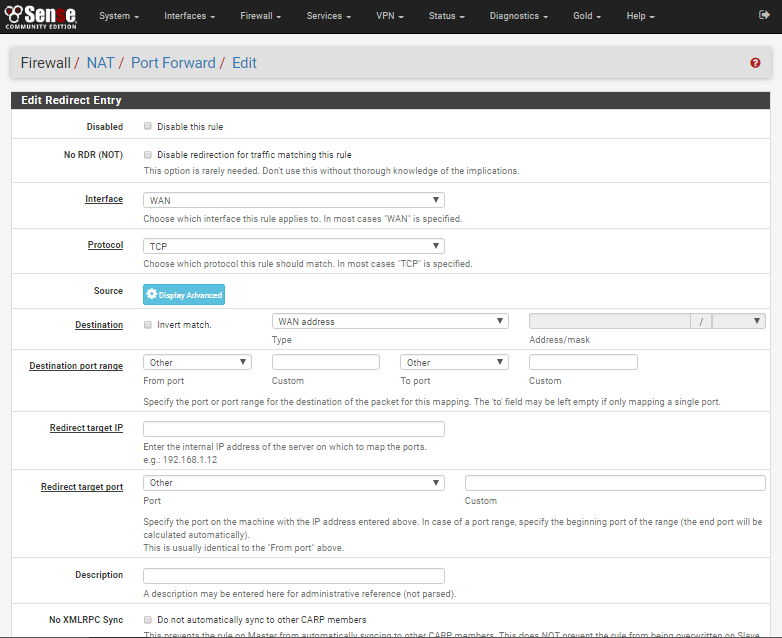 Sense
COMMUNITY EDITION
System Interfaces Firewall Services VPN Status Diagnostics Gold Help
Firewall / NAT / Port Forward / Edit
Edit Redirect Entry
Disabled Disable this rule
No RDR (NOT) Disable redirection for traffic matching this rule
This option is rarely needed. Don't use this without thorough knowledge of the implications.
Interface WAN
Choose which interface this rule applies to. In most cases "WAN" is specified.
Protocol TCP
Choose which protocol this rule should match. In most cases "TCP" is specified.
Source Display Advanced
Destination Invert match. WAN address /
Type Address/mask
Destination port range Other Other
From port Custom To port Custom
Specify the port or port range for the destination of the packet for this mapping. The 'to' field may be left empty if only mapping a single port.
Redirect target IP
Enter the internal IP address of the server on which to map the ports.
e.g.: 192.168.1.12
Redirect target port Other
Port Custom
Specify the port on the machine with the IP address entered above. In case of a port range, specify the beginning port of the range (the end port will be
calculated automatically).
This is usually identical to the "From port" above.
Description
A description may be entered here for administrative reference (not parsed).
No XMLRPC Sync Do not automatically sync to other CARP members
This prevents the rule on Master from automatically syncing to other CARP members. This does NOT prevent the rule from being overwritten on Slave.